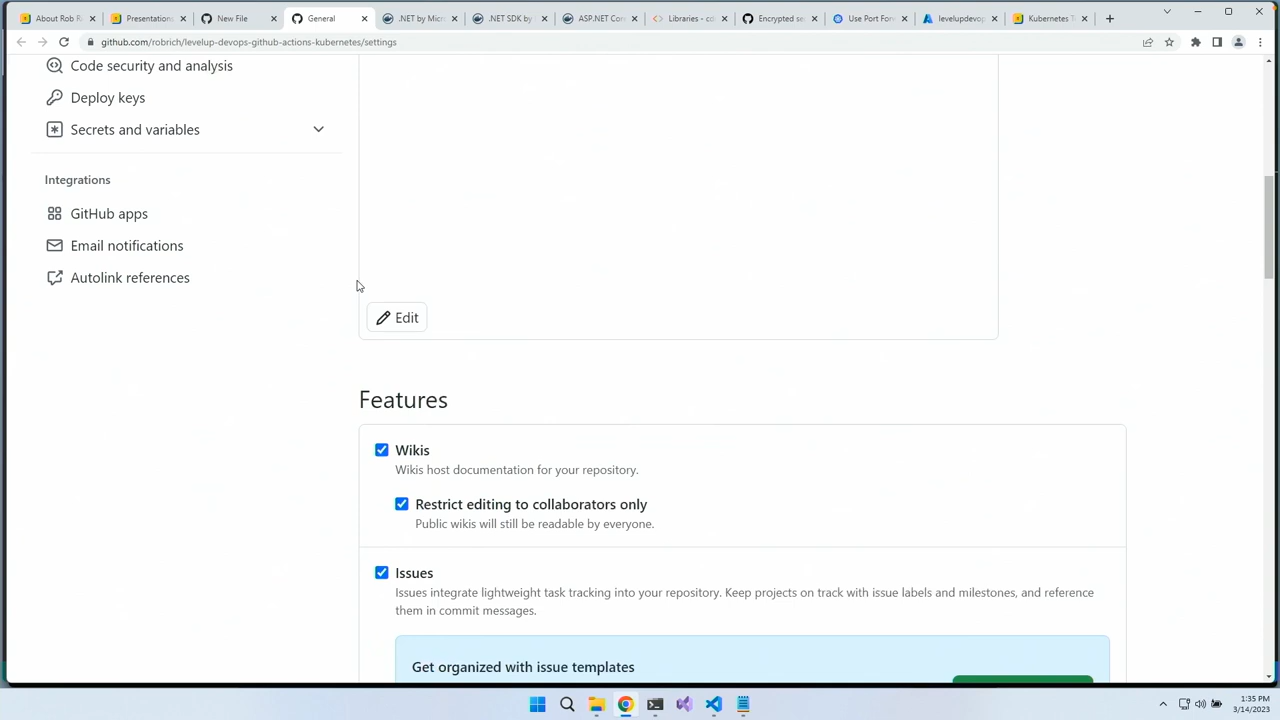 About Rob Ri
Presentations
New File
General
.NET by Micr
.NET SDK by
ASP.NET Cor
Libraries - co
Encrypted se
Use Port For
levelupdevop
Kubernetes T
github.com/robrich/levelup-devops-github-actions-kubernetes/settings
Code security and analysis
Deploy keys
Secrets and variables
Integrations
GitHub apps
Email notifications
Autolink references
Edit
Features
Wikis
Wikis host documentation for your repository.
Restrict editing to collaborators only
Public wikis will still be readable by everyone.
Issues
Issues integrate lightweight task tracking into your repository. Keep projects on track with issue labels and milestones, and reference
them in commit messages.
Get organized with issue templates
1:35 PM
3/14/2023